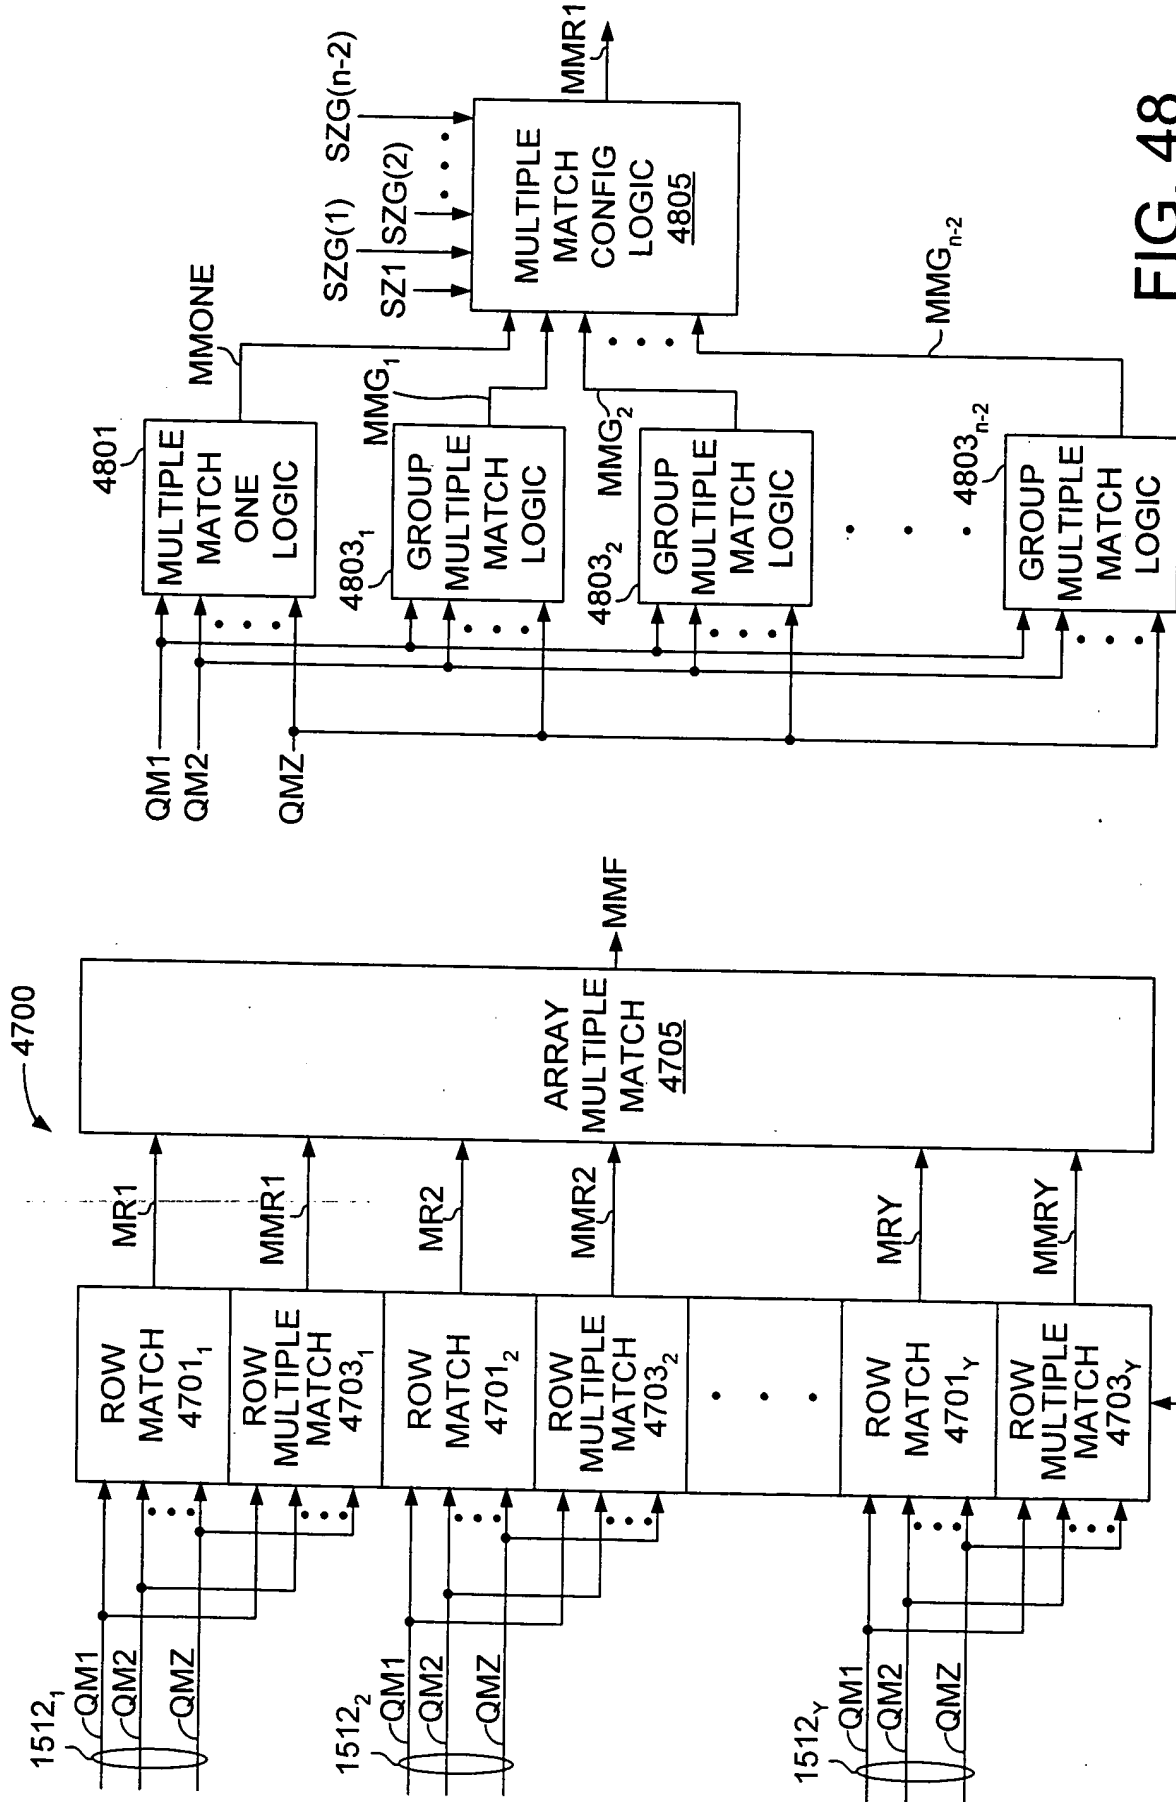 4700
1512₁
QM1
QM2
QMZ
ROW
MATCH
4701₁
MR1
ROW
MULTIPLE
MATCH
4703₁
MMR1
1512₂
QM1
QM2
QMZ
ROW
MATCH
4701₂
MR2
ROW
MULTIPLE
MATCH
4703₂
MMR2
1512Y
QM1
QM2
QMZ
ROW
MATCH
4701Y
MRY
ROW
MULTIPLE
MATCH
4703Y
MMRY
ARRAY
MULTIPLE
MATCH
4705
MMF
QM1
QM2
QMZ
4801
MULTIPLE
MATCH
ONE
LOGIC
MMONE
4803₁
GROUP
MULTIPLE
MATCH
LOGIC
MMG₁
4803₂
GROUP
MULTIPLE
MATCH
LOGIC
MMG₂
4803n-2
GROUP
MULTIPLE
MATCH
LOGIC
MMGn-2
SZ1
SZG(1)
SZG(2)
SZG(n-2)
MULTIPLE
MATCH
CONFIG
LOGIC
4805
MMR1
FIG. 48